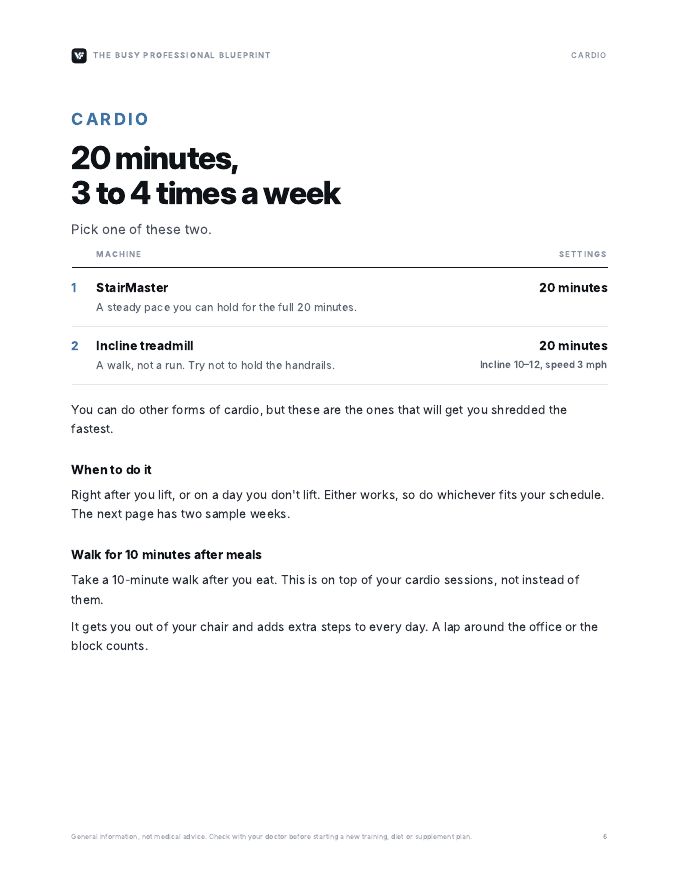 THE BUSY PROFESSIONAL BLUEPRINT
CARDIO
CARDIO
20 minutes,
3 to 4 times a week
Pick one of these two.
MACHINE SETTINGS
1 StairMaster 20 minutes
A steady pace you can hold for the full 20 minutes.
2 Incline treadmill 20 minutes
A walk, not a run. Try not to hold the handrails. Incline 10–12, speed 3 mph
You can do other forms of cardio, but these are the ones that will get you shredded the
fastest.
When to do it
Right after you lift, or on a day you don't lift. Either works, so do whichever fits your schedule.
The next page has two sample weeks.
Walk for 10 minutes after meals
Take a 10-minute walk after you eat. This is on top of your cardio sessions, not instead of
them.
It gets you out of your chair and adds extra steps to every day. A lap around the office or the
block counts.
General information, not medical advice. Check with your doctor before starting a new training, diet or supplement plan.
6